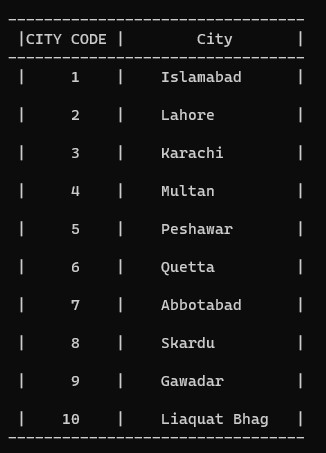 ---------------------------------
|CITY CODE |        City       |
---------------------------------
|     1    |    Islamabad      |
|     2    |    Lahore         |
|     3    |    Karachi        |
|     4    |    Multan         |
|     5    |    Peshawar       |
|     6    |    Quetta         |
|     7    |    Abbotabad      |
|     8    |    Skardu         |
|     9    |    Gawadar        |
|    10    |    Liaquat Bhag   |
---------------------------------